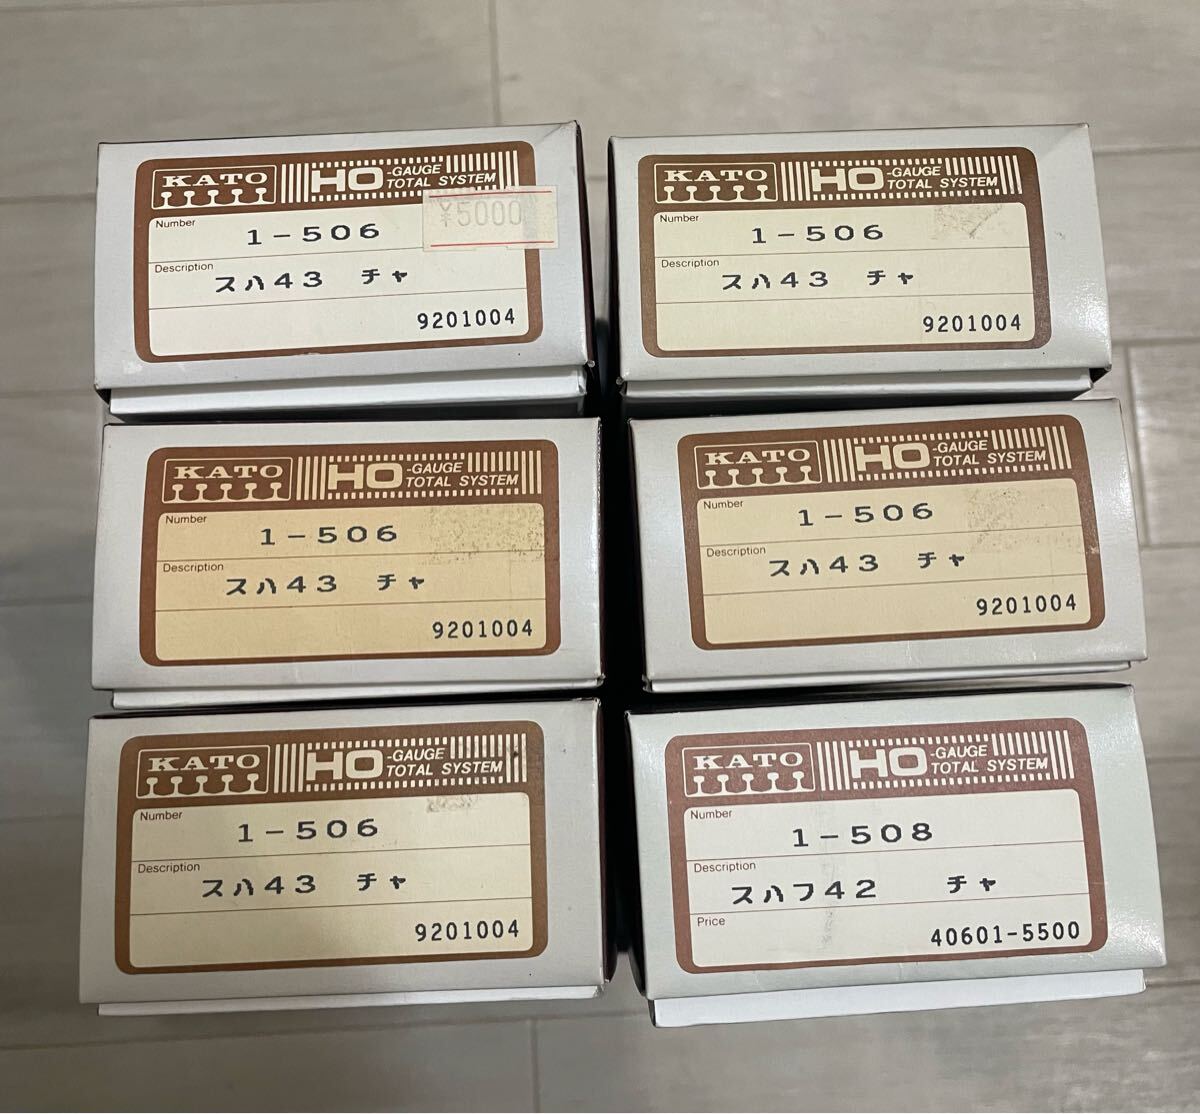 KATO HO -GAUGE TOTAL SYSTEM
¥5000
Number
1-506
Description
スハ43 チャ
9201004
KATO HO -GAUGE TOTAL SYSTEM
Number
1-506
Description
スハ43 チャ
9201004
KATO HO -GAUGE TOTAL SYSTEM
Number
1-506
Description
スハ43 チャ
9201004
KATO HO -GAUGE TOTAL SYSTEM
Number
1-506
Description
スハ43 チャ
9201004
KATO HO -GAUGE TOTAL SYSTEM
Number
1-506
Description
スハ43 チャ
9201004
KATO HO -GAUGE TOTAL SYSTEM
Number
1-508
Description
スハフ42 チャ
Price
40601-5500